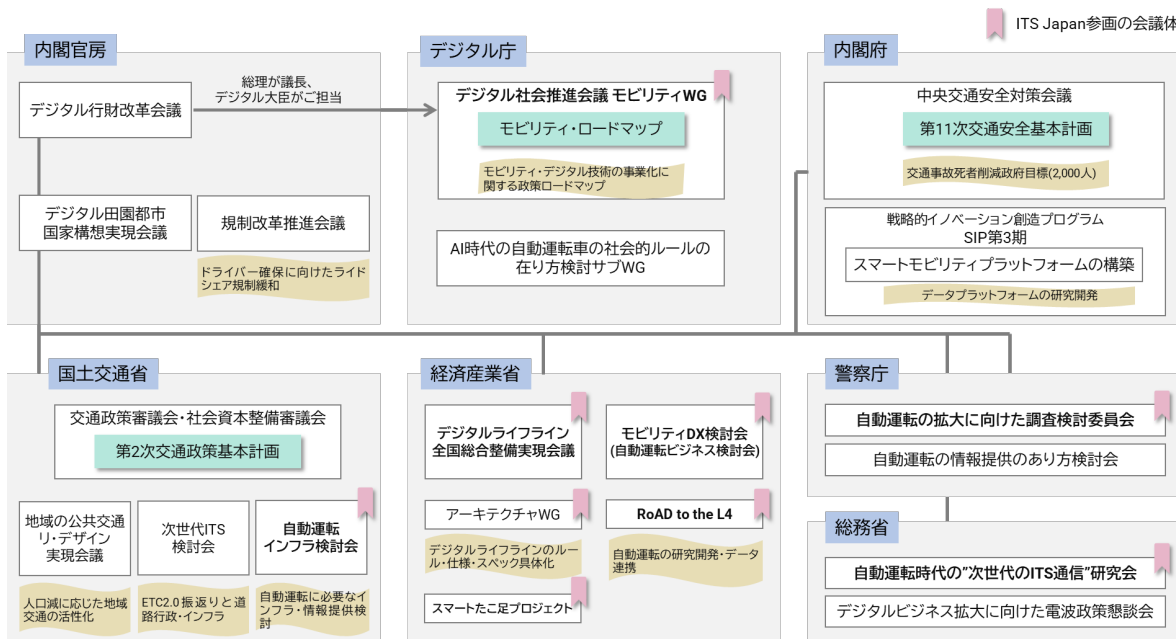 ITS Japan参画の会議体
内閣官房
デジタル行財改革会議
総理が議長、
デジタル大臣がご担当
デジタル田園都市
国家構想実現会議
規制改革推進会議
ドライバー確保に向けたライド
シェア規制緩和
デジタル庁
デジタル社会推進会議 モビリティWG
モビリティ・ロードマップ
モビリティ・デジタル技術の事業化に
関する政策ロードマップ
AI時代の自動運転車の社会的ルールの
在り方検討サブWG
内閣府
中央交通安全対策会議
第11次交通安全基本計画
交通事故死者削減政府目標(2,000人)
戦略的イノベーション創造プログラム
SIP第3期
スマートモビリティプラットフォームの構築
データプラットフォームの研究開発
国土交通省
交通政策審議会・社会資本整備審議会
第2次交通政策基本計画
地域の公共交通
リ・デザイン
実現会議
次世代ITS
検討会
自動運転
インフラ検討会
人口減に応じた地域
交通の活性化
ETC2.0振返りと道
路行政・インフラ
自動運転に必要なイ
ンフラ・情報提供検
討
経済産業省
デジタルライフライン
全国総合整備実現会議
モビリティDX検討会
(自動運転ビジネス検討会)
アーキテクチャWG
RoAD to the L4
デジタルライフラインのルー
ル・仕様・スペック具体化
自動運転の研究開発・データ
連携
スマートたこ足プロジェクト
警察庁
自動運転の拡大に向けた調査検討委員会
自動運転の情報提供のあり方検討会
総務省
自動運転時代の"次世代のITS通信"研究会
デジタルビジネス拡大に向けた電波政策懇談会